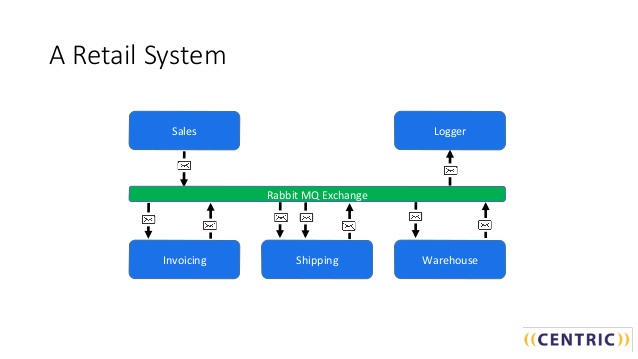 A Retail System
Sales
Logger
Rabbit MQ Exchange
Invoicing
Shipping
Warehouse
((CENTRIC))